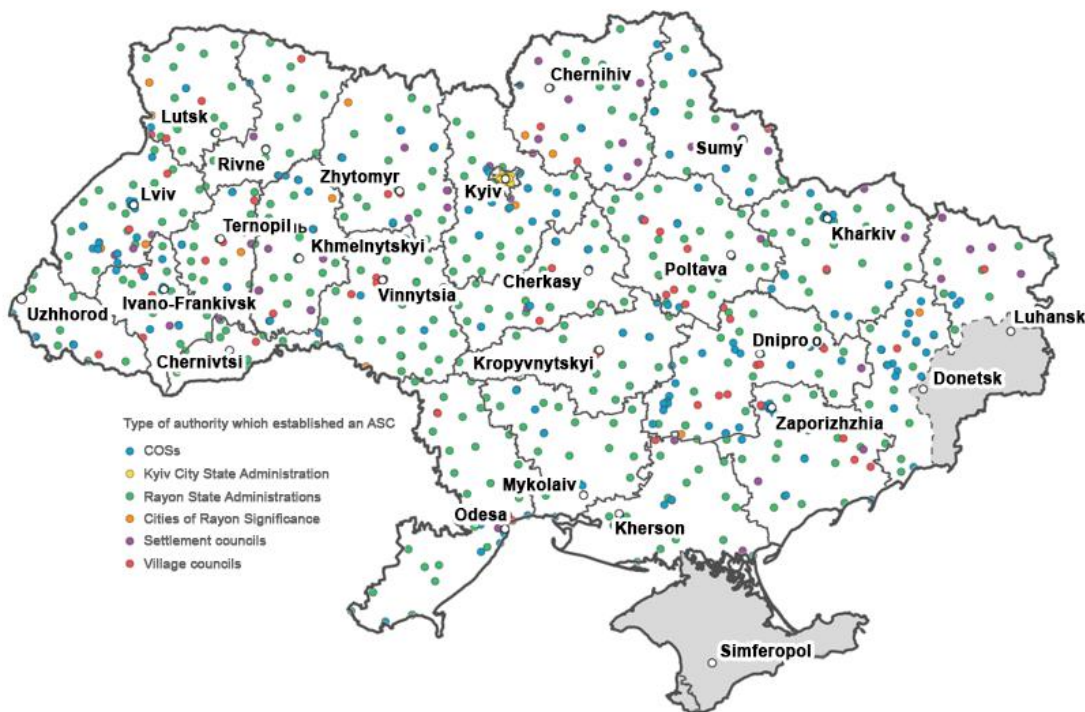 Chernihiv
Lutsk
Sumy
Rivne
Zhytomyr
Kyiv
Lviv
Ternopil
Kharkiv
Khmelnytskyi
Cherkasy
Poltava
Vinnytsia
Ivano-Frankivsk
Uzhhorod
Luhansk
Dnipro
Chernivtsi
Kropyvnytskyi
Donetsk
Zaporizhzhia
Type of authority which established an ASC
COSs
Kyiv City State Administration
Rayon State Administrations
Cities of Rayon Significance
Settlement councils
Village councils
Mykolaiv
Odesa
Kherson
Simferopol